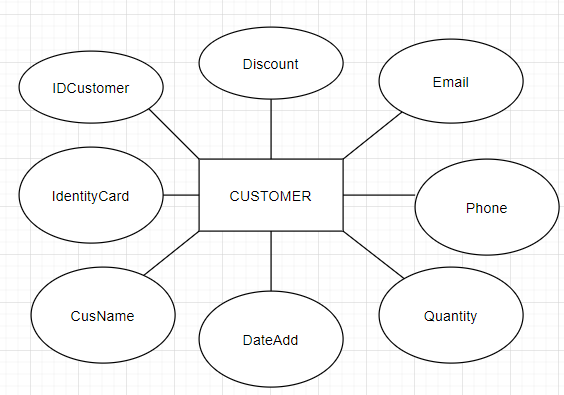 Discount
Email
IDCustomer
IdentityCard
CUSTOMER
Phone
CusName
Quantity
DateAdd